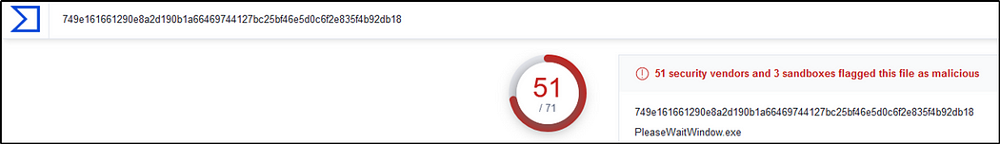 749e161661290e8a2d190b1a66469744127bc25bf46e5d0c6f2e835f4b92db18
51
/ 71
51 security vendors and 3 sandboxes flagged this file as malicious
749e161661290e8a2d190b1a66469744127bc25bf46e5d0c6f2e835f4b92db18
PleaseWaitWindow.exe